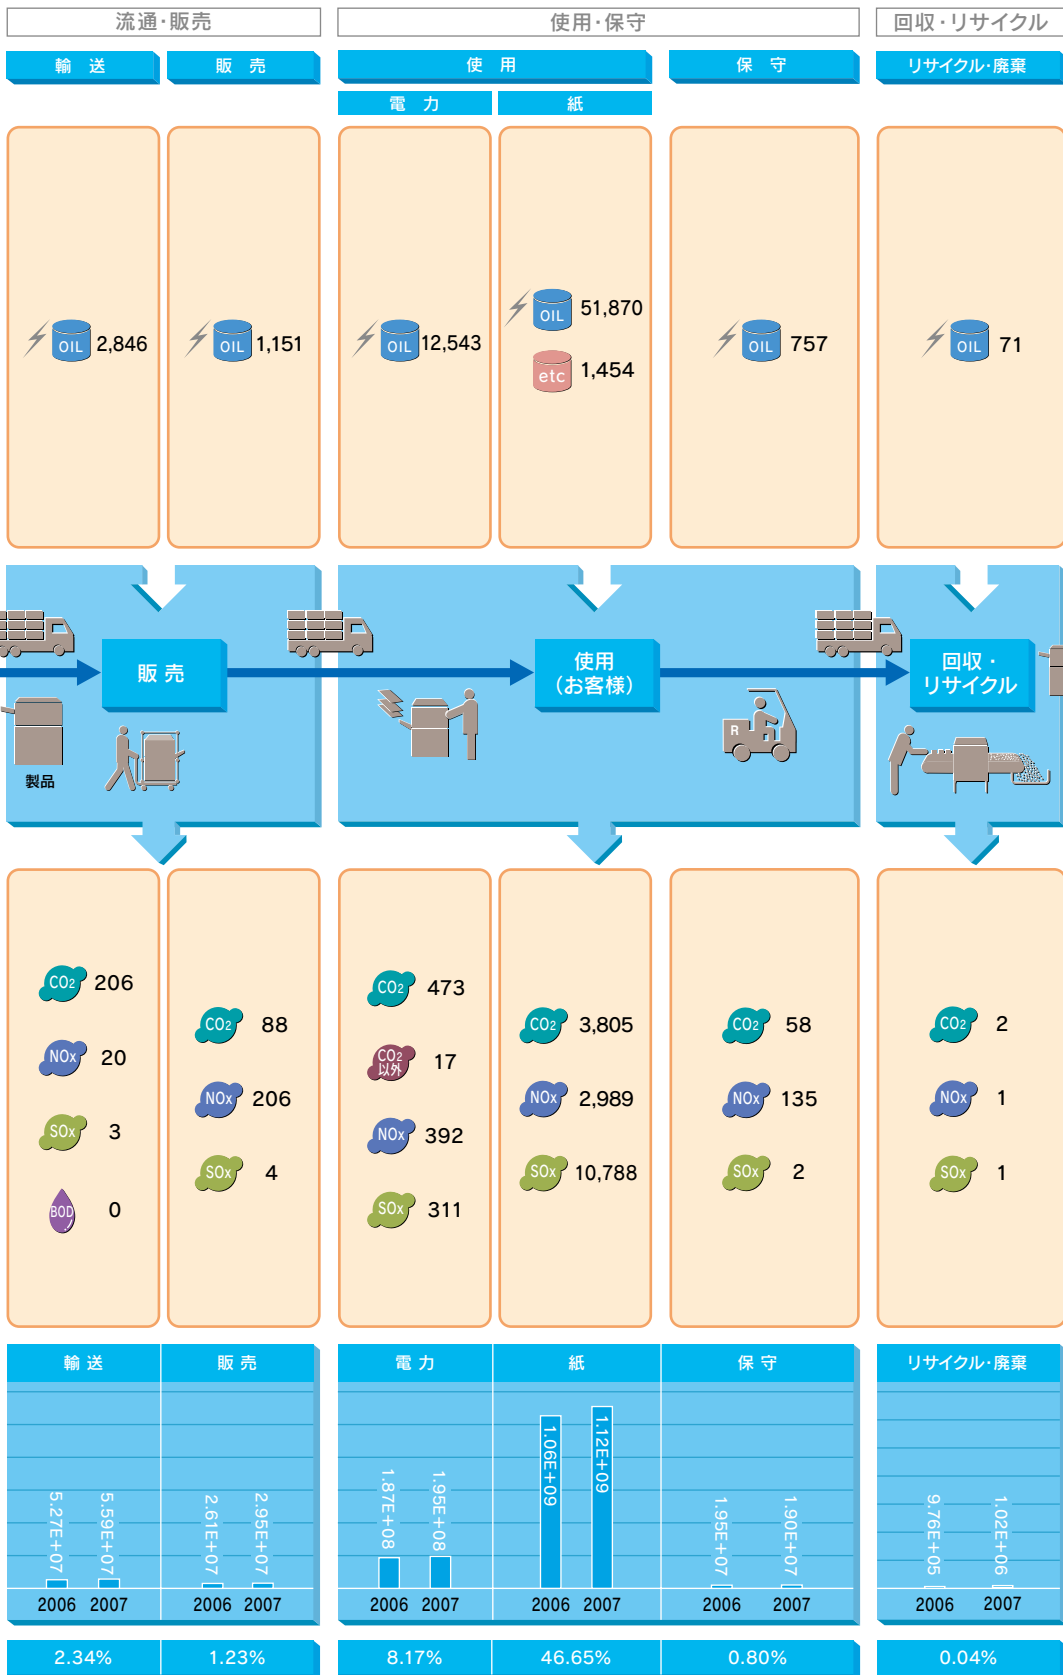 流通・販売
使用・保守
回収・リサイクル
輸 送
販 売
使 用
保 守
リサイクル・廃棄
電 力
紙
OIL 2,846
OIL 1,151
OIL 12,543
OIL 51,870
etc 1,454
OIL 757
OIL 71
販 売
使用
（お客様）
回収・
リサイクル
R
製品
CO2 206
NOx 20
SOx 3
BOD 0
CO2 88
NOx 206
SOx 4
CO2 473
CO2
以外 17
NOx 392
SOx 311
CO2 3,805
NOx 2,989
SOx 10,788
CO2 58
NOx 135
SOx 2
CO2 2
NOx 1
SOx 1
輸 送
販 売
電 力
紙
保 守
リサイクル・廃棄
5.27E+07
5.59E+07
2.61E+07
2.95E+07
1.87E+08
1.95E+08
1.06E+09
1.12E+09
1.95E+07
1.90E+07
9.76E+05
1.02E+06
2006 2007
2006 2007
2006 2007
2006 2007
2006 2007
2006 2007
2.34%
1.23%
8.17%
46.65%
0.80%
0.04%